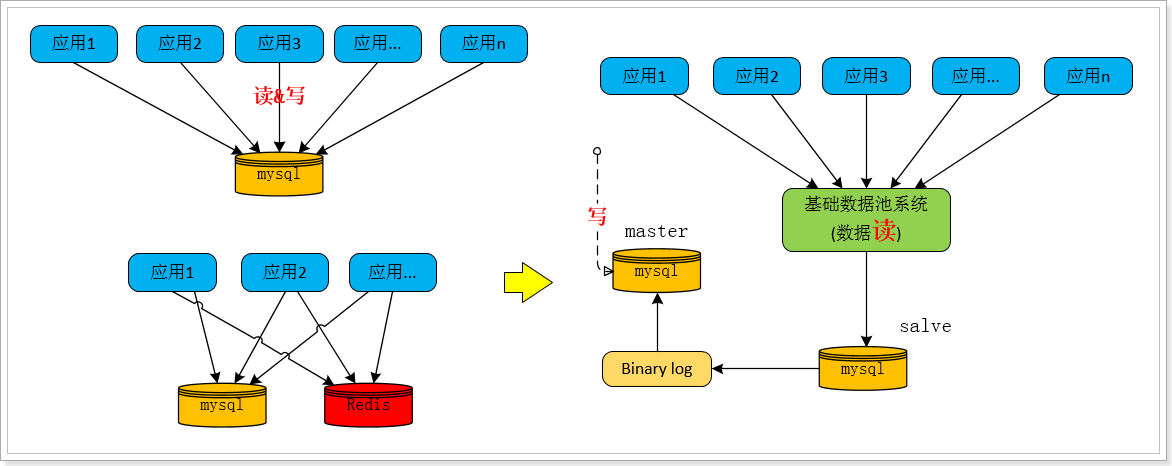 应用1
应用2
应用3
应用...
应用n
读&写
mysql
应用1
应用2
应用...
mysql
Redis
应用1
应用2
应用3
应用...
应用n
基础数据池系统
(数据读)
写
master
mysql
salve
Binary log
mysql